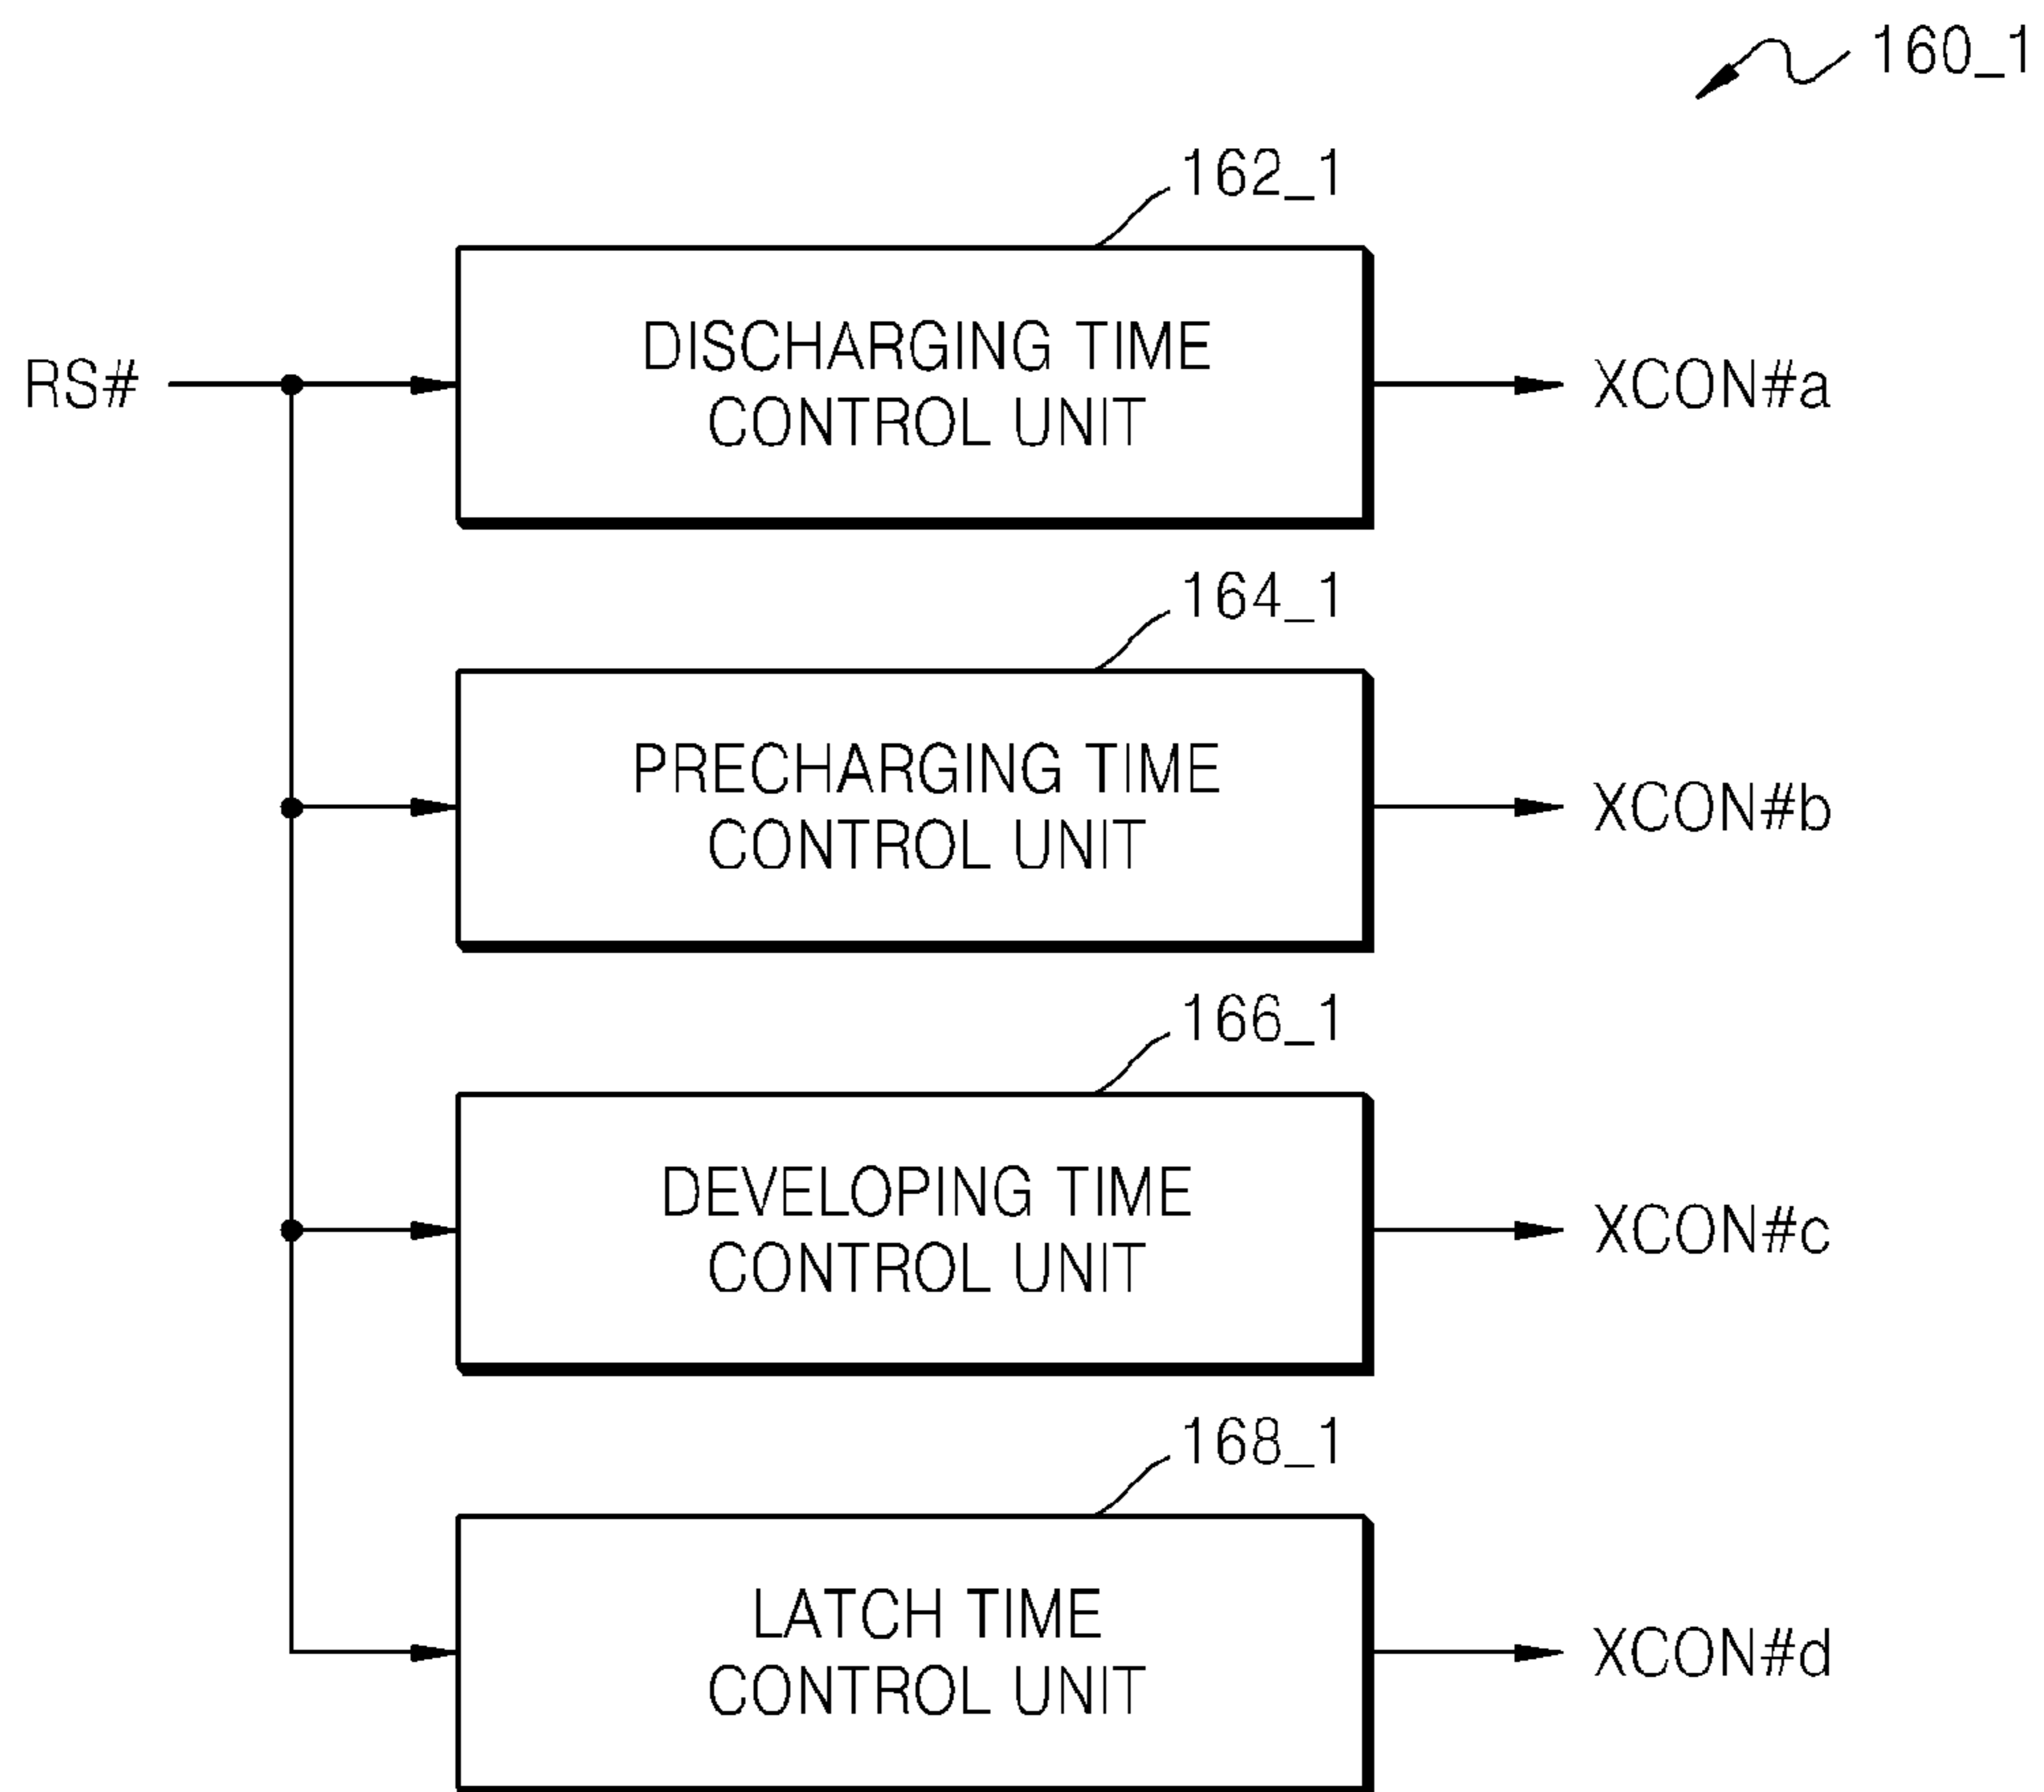 160_1
162_1
DISCHARGING TIME
CONTROL UNIT
RS#
XCON#a
164_1
PRECHARGING TIME
CONTROL UNIT
XCON#b
166_1
DEVELOPING TIME
CONTROL UNIT
XCON#c
168_1
LATCH TIME
CONTROL UNIT
XCON#d